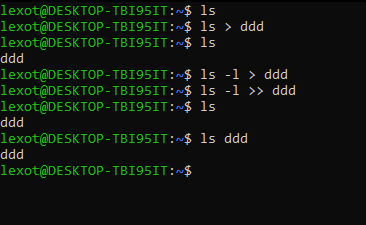 lexot@DESKTOP-TBI95IT:~$ ls
lexot@DESKTOP-TBI95IT:~$ ls > ddd
lexot@DESKTOP-TBI95IT:~$ ls
ddd
lexot@DESKTOP-TBI95IT:~$ ls -l > ddd
lexot@DESKTOP-TBI95IT:~$ ls -l >> ddd
lexot@DESKTOP-TBI95IT:~$ ls
ddd
lexot@DESKTOP-TBI95IT:~$ ls ddd
ddd
lexot@DESKTOP-TBI95IT:~$